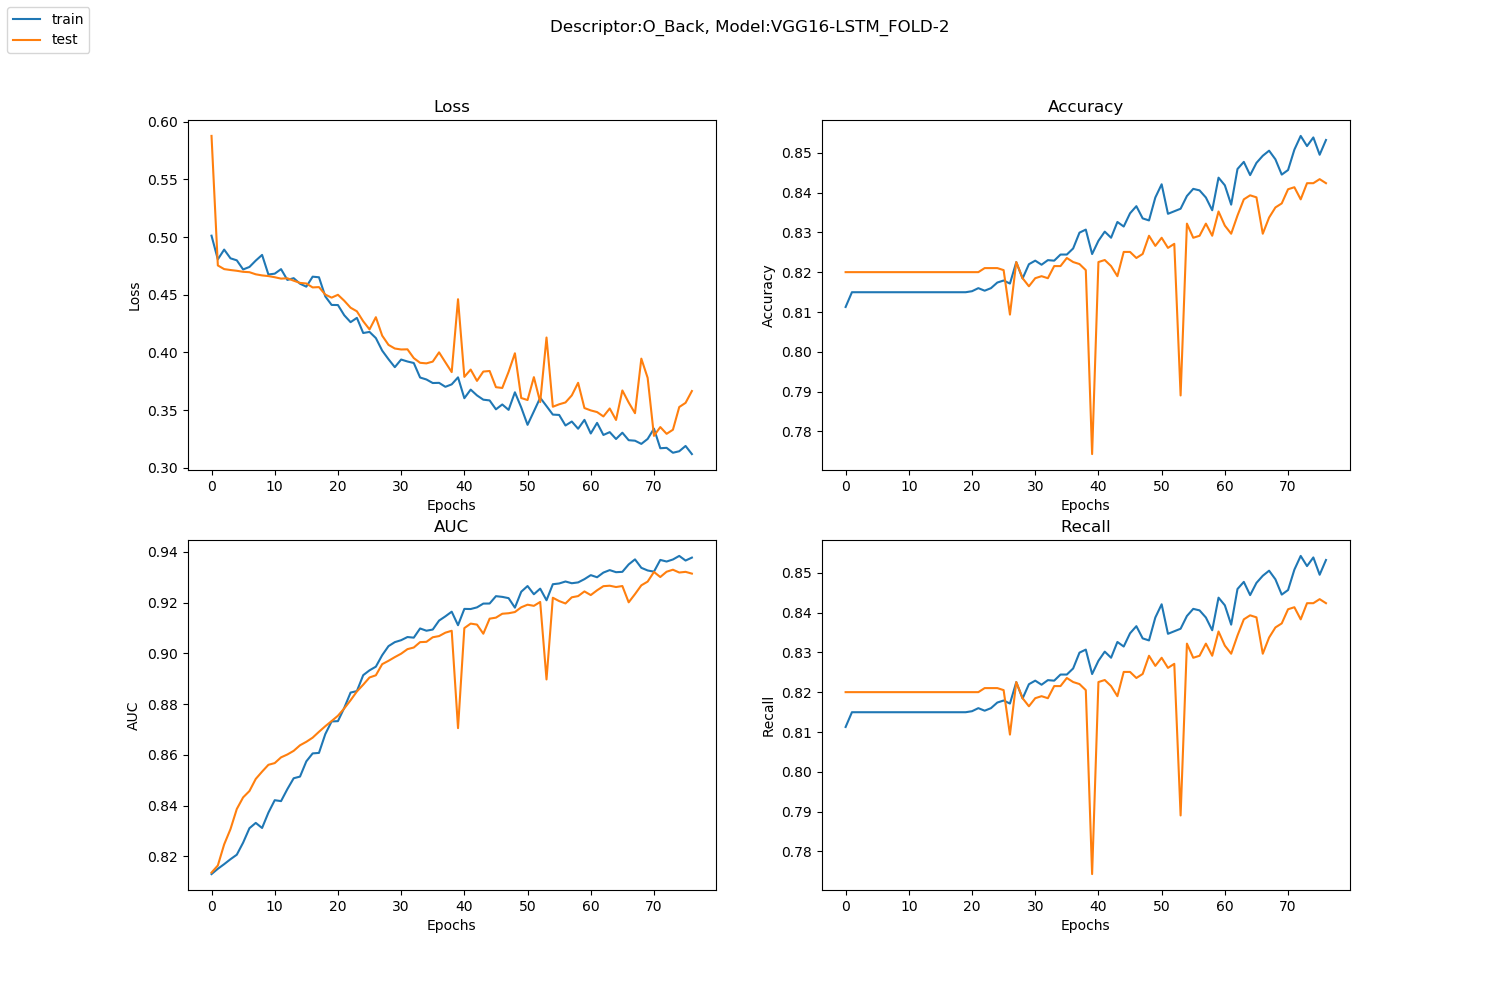 train
test
Descriptor:O_Back, Model:VGG16-LSTM_FOLD-2
Loss
0.60
0.55
0.50
0.45
0.40
0.35
0.30
Loss
0 10 20 30 40 50 60 70
Epochs
Accuracy
0.85
0.84
0.83
0.82
0.81
0.80
0.79
0.78
Accuracy
0 10 20 30 40 50 60 70
Epochs
AUC
0.94
0.92
0.90
0.88
0.86
0.84
0.82
AUC
0 10 20 30 40 50 60 70
Epochs
Recall
0.85
0.84
0.83
0.82
0.81
0.80
0.79
0.78
Recall
0 10 20 30 40 50 60 70
Epochs